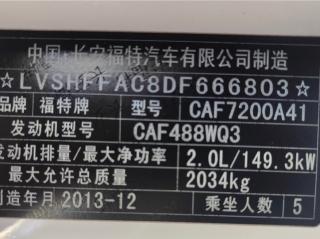 中国·长安福特汽车有限公司制造
☆LVSHFFAC8DF666803☆
品牌 福特牌 型号 CAF7200A41
发动机型号 CAF488WQ3
发动机排量/最大净功率 2.0L/149.3kW
最大允许总质量 2034kg
制造年月 2013-12 乘坐人数 5